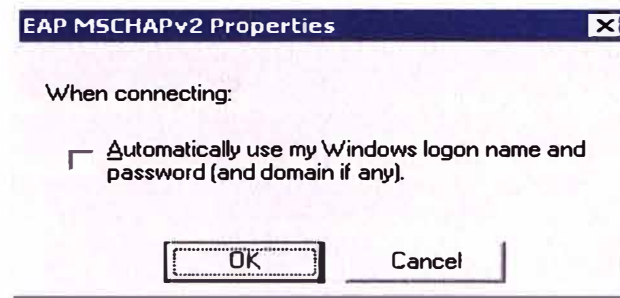 EAP MSCHAPv2 Properties
When connecting:
Automatically use my Windows logon name and
password (and domain if any).
OK
Cancel